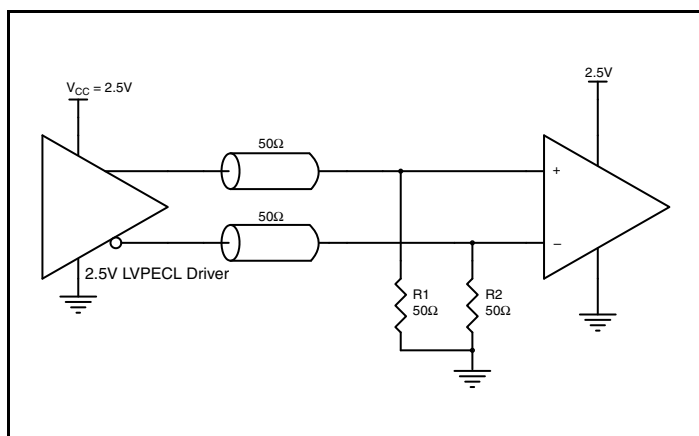 V_CC = 2.5V
2.5V
50Ω
50Ω
+
−
2.5V LVPECL Driver
R1
50Ω
R2
50Ω